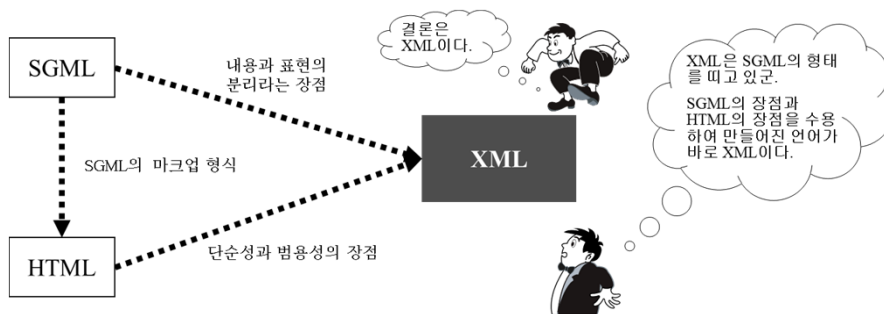 SGML
내용과 표현의
분리라는 장점
SGML의 마크업 형식
HTML
단순성과 범용성의 장점
XML
결론은
XML이다.
XML은 SGML의 형태
를 띠고 있군.
SGML의 장점과
HTML의 장점을 수용
하여 만들어진 언어가
바로 XML이다.